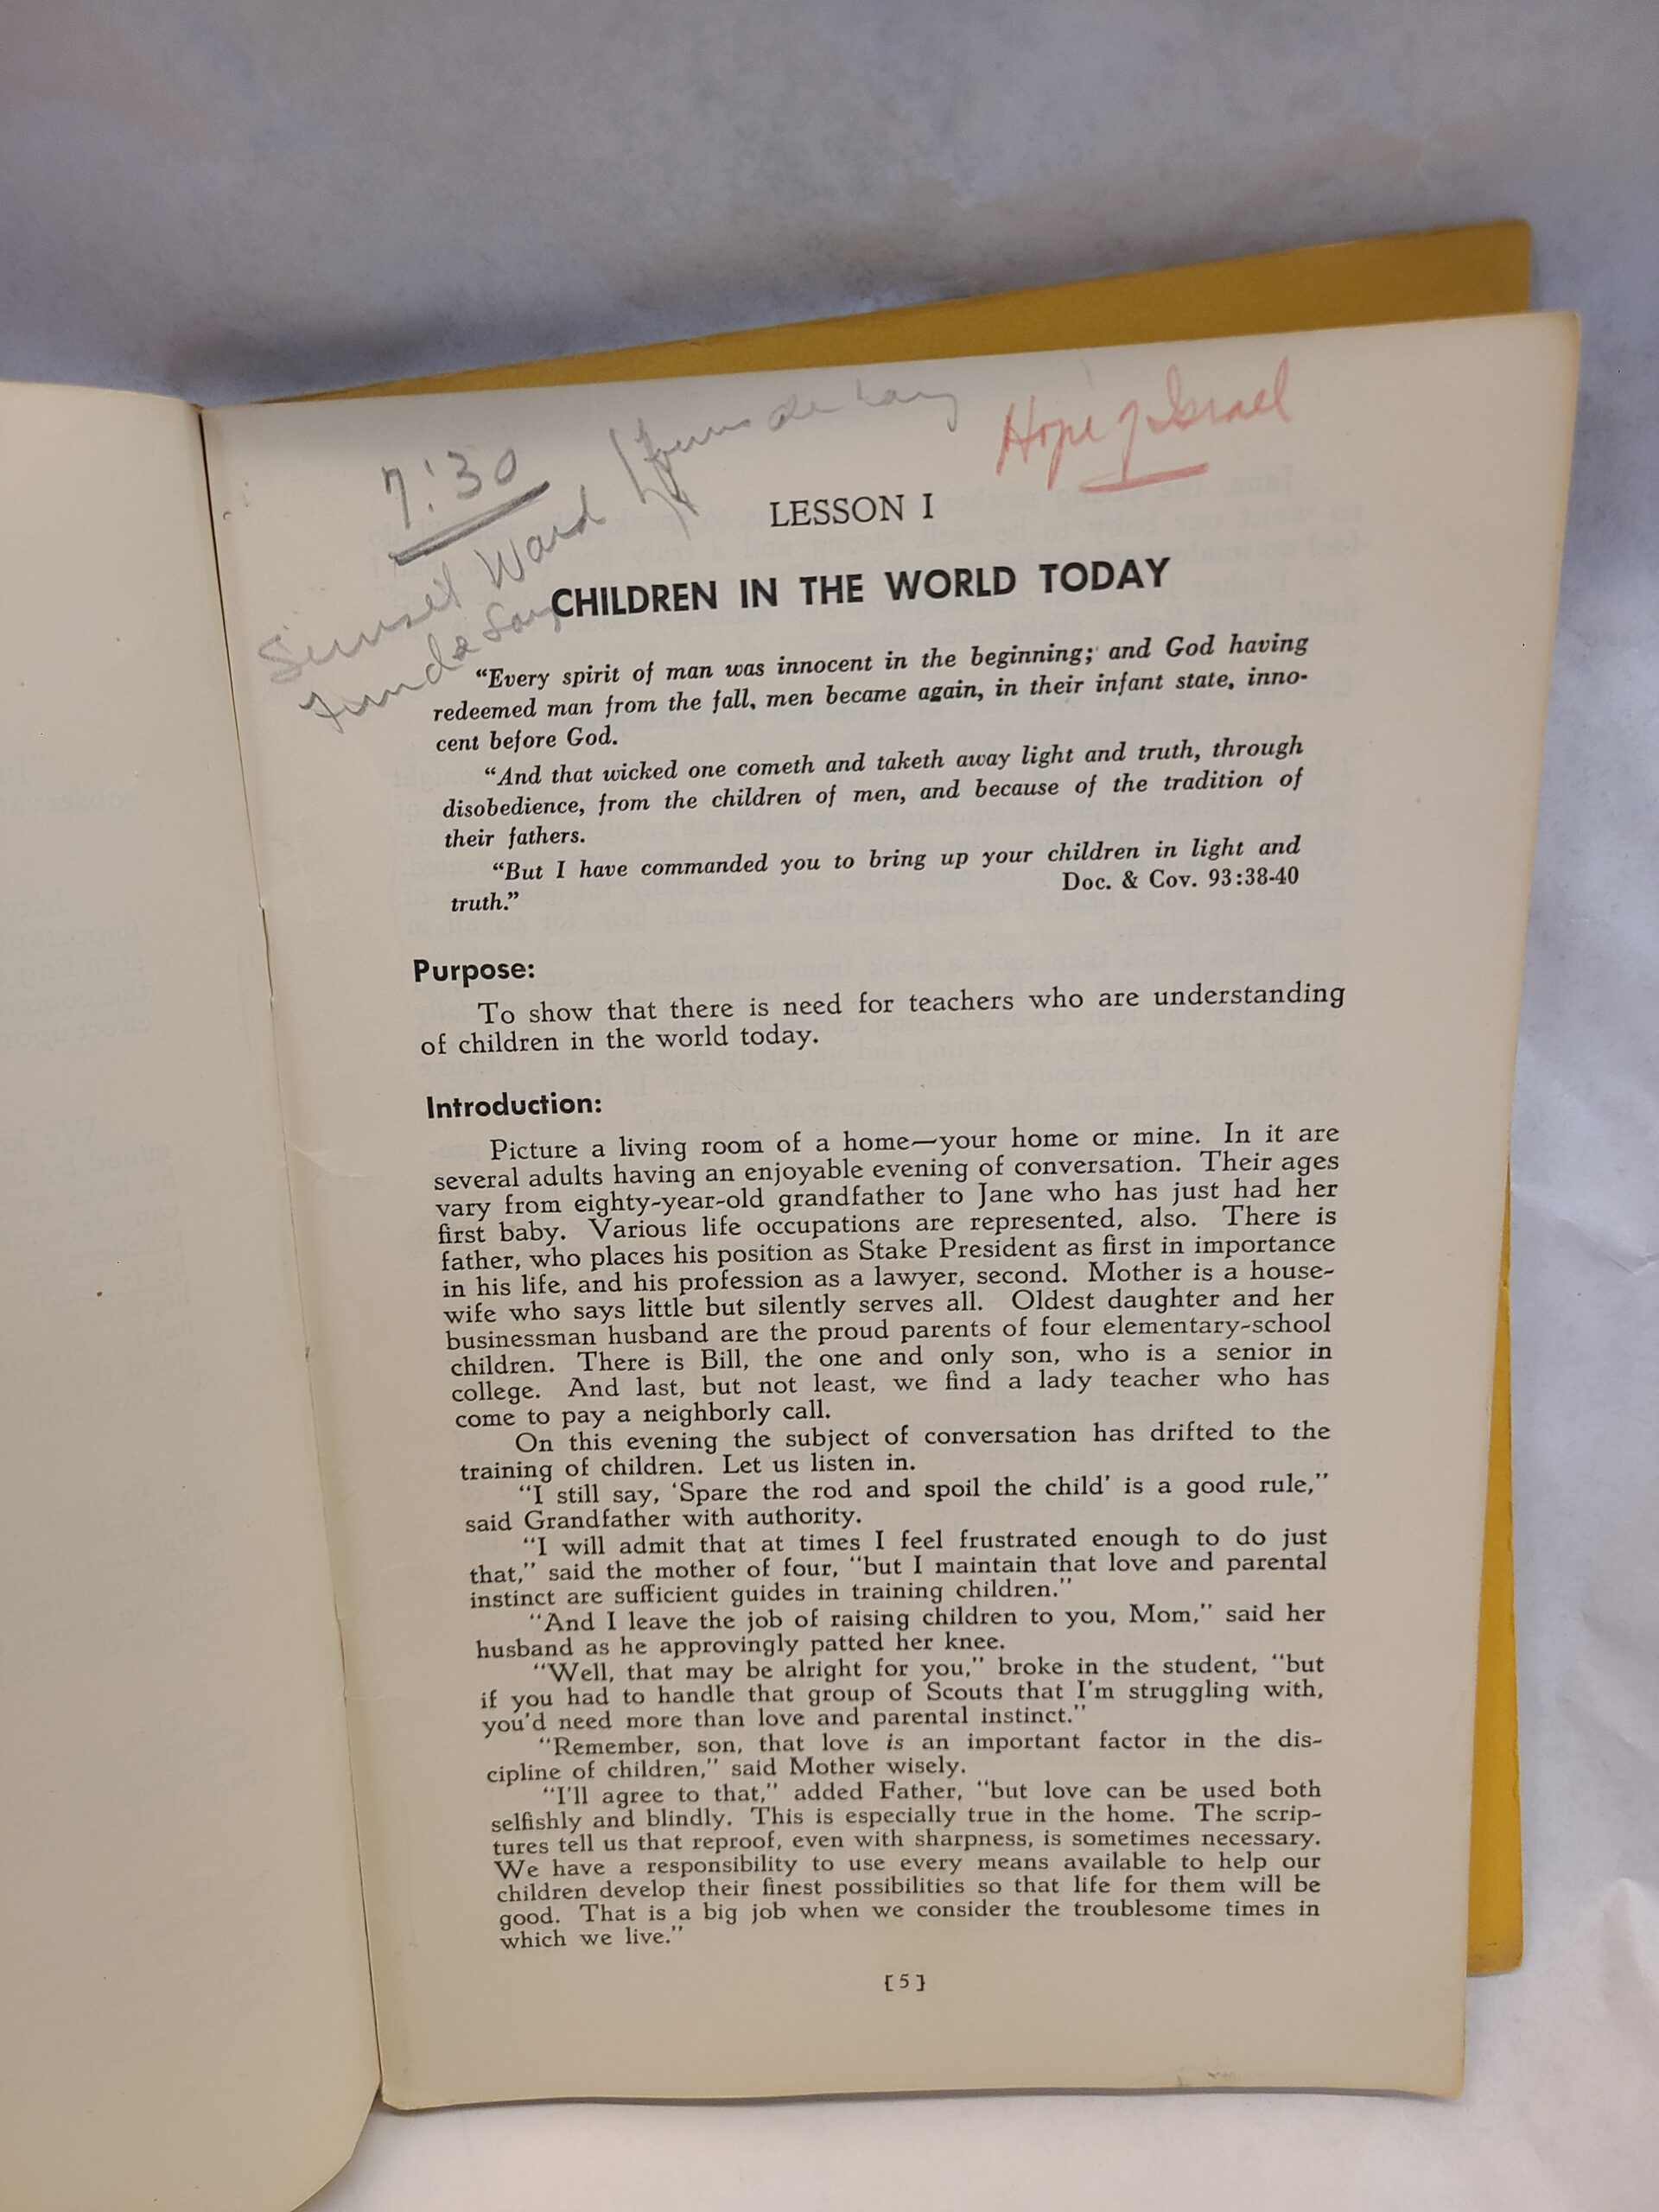 7:30
Hope of Israel
Sunset Ward
LESSON I
CHILDREN IN THE WORLD TODAY
"Every spirit of man was innocent in the beginning; and God having
redeemed man from the fall, men became again, in their infant state, inno-
cent before God.
"And that wicked one cometh and taketh away light and truth, through
disobedience, from the children of men, and because of the tradition of
their fathers.
"But I have commanded you to bring up your children in light and
truth." Doc. & Cov. 93:38-40
Purpose:
To show that there is need for teachers who are understanding
of children in the world today.
Introduction:
Picture a living room of a home—your home or mine. In it are
several adults having an enjoyable evening of conversation. Their ages
vary from eighty-year-old grandfather to Jane who has just had her
first baby. Various life occupations are represented, also. There is
father, who places his position as Stake President as first in importance
in his life, and his profession as a lawyer, second. Mother is a house-
wife who says little but silently serves all. Oldest daughter and her
businessman husband are the proud parents of four elementary-school
children. There is Bill, the one and only son, who is a senior in
college. And last, but not least, we find a lady teacher who has
come to pay a neighborly call.
On this evening the subject of conversation has drifted to the
training of children. Let us listen in.
"I still say, 'Spare the rod and spoil the child' is a good rule,"
said Grandfather with authority.
"I will admit that at times I feel frustrated enough to do just
that," said the mother of four, "but I maintain that love and parental
instinct are sufficient guides in training children."
"And I leave the job of raising children to you, Mom," said her
husband as he approvingly patted her knee.
"Well, that may be alright for you," broke in the student, "but
if you had to handle that group of Scouts that I'm struggling with,
you'd need more than love and parental instinct."
"Remember, son, that love is an important factor in the dis-
cipline of children," said Mother wisely.
"I'll agree to that," added Father, "but love can be used both
selfishly and blindly. This is especially true in the home. The scrip-
tures tell us that reproof, even with sharpness, is sometimes necessary.
We have a responsibility to use every means available to help our
children develop their finest possibilities so that life for them will be
good. That is a big job when we consider the troublesome times in
which we live."
[5]